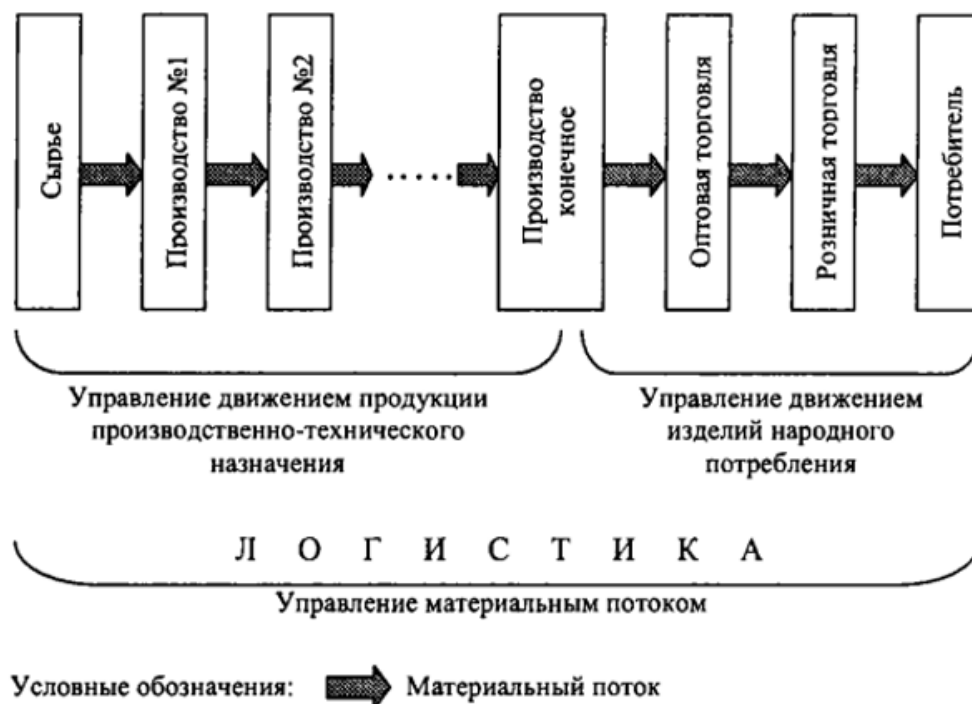 Сырье
Производство №1
Производство №2
.....
Производство
конечное
Оптовая торговля
Розничная торговля
Потребитель
Управление движением продукции
производственно-технического
назначения
Управление движением
изделий народного
потребления
Л О Г И С Т И К А
Управление материальным потоком
Условные обозначения: Материальный поток